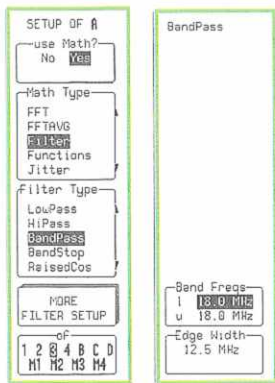 SETUP OF A
use Math?
No Yes
Math Type
FFT
FFTAVG
Filter
Functions
Jitter
Filter Type
LowPass
HiPass
BandPass
BandStop
RaisedCos
MORE
FILTER SETUP
of
1 2 3 4 B C D
M1 M2 M3 M4
BandPass
Band Freqs
l 18.0 MHz
u 18.0 MHz
Edge Width
12.5 MHz